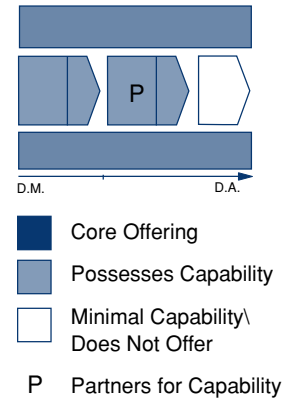 P
D.M. D.A.
Core Offering
Possesses Capability
Minimal Capability\
Does Not Offer
P Partners for Capability